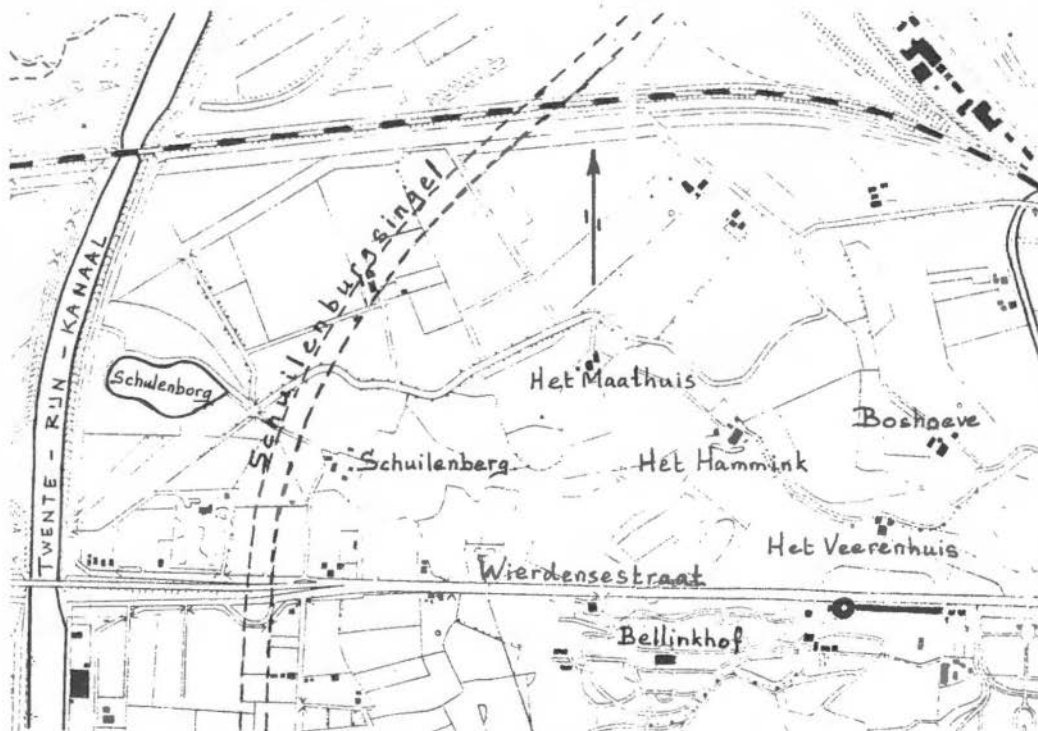 Schuilenburgsingel
TWENTE - RIJN - KANAAL
Schulenborg
Het Maathuis
Boshoeve
Schuilenberg
Het Hammink
Het Veerenhuis
Wierdensestraat
Bellinkhof